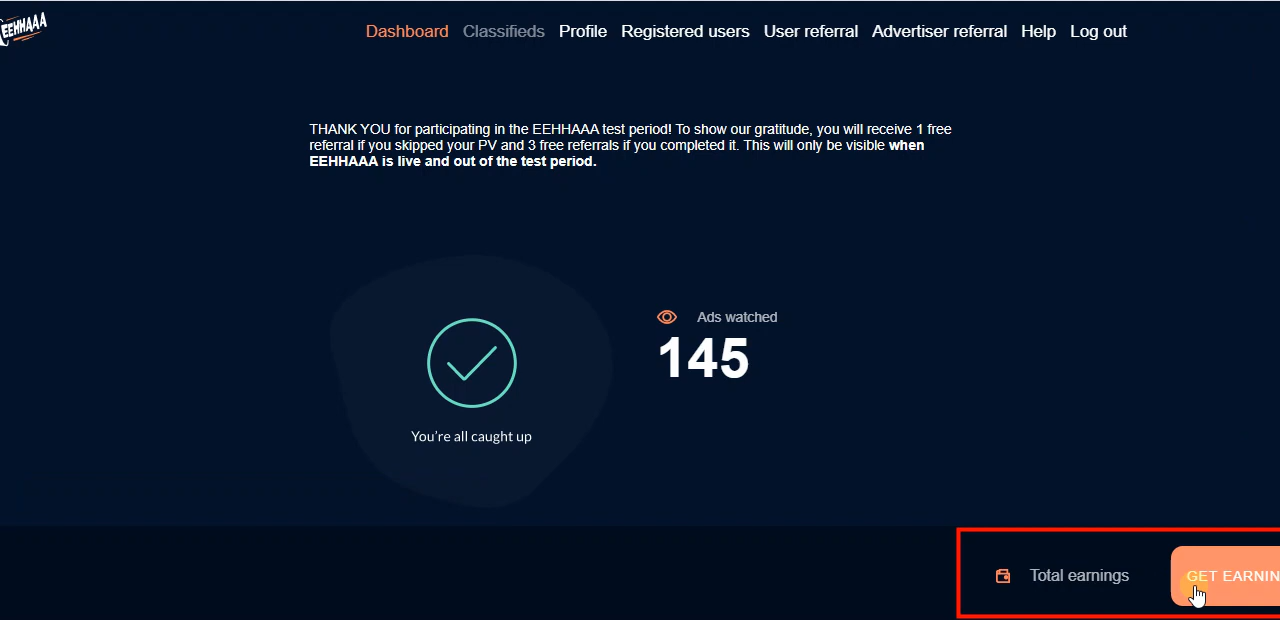 EEHHAAA
Dashboard Classifieds Profile Registered users User referral Advertiser referral Help Log out
THANK YOU for participating in the EEHHAAA test period! To show our gratitude, you will receive 1 free
referral if you skipped your PV and 3 free referrals if you completed it. This will only be visible when
EEHHAAA is live and out of the test period.
Ads watched
145
You're all caught up
Total earnings
GET EARNIN